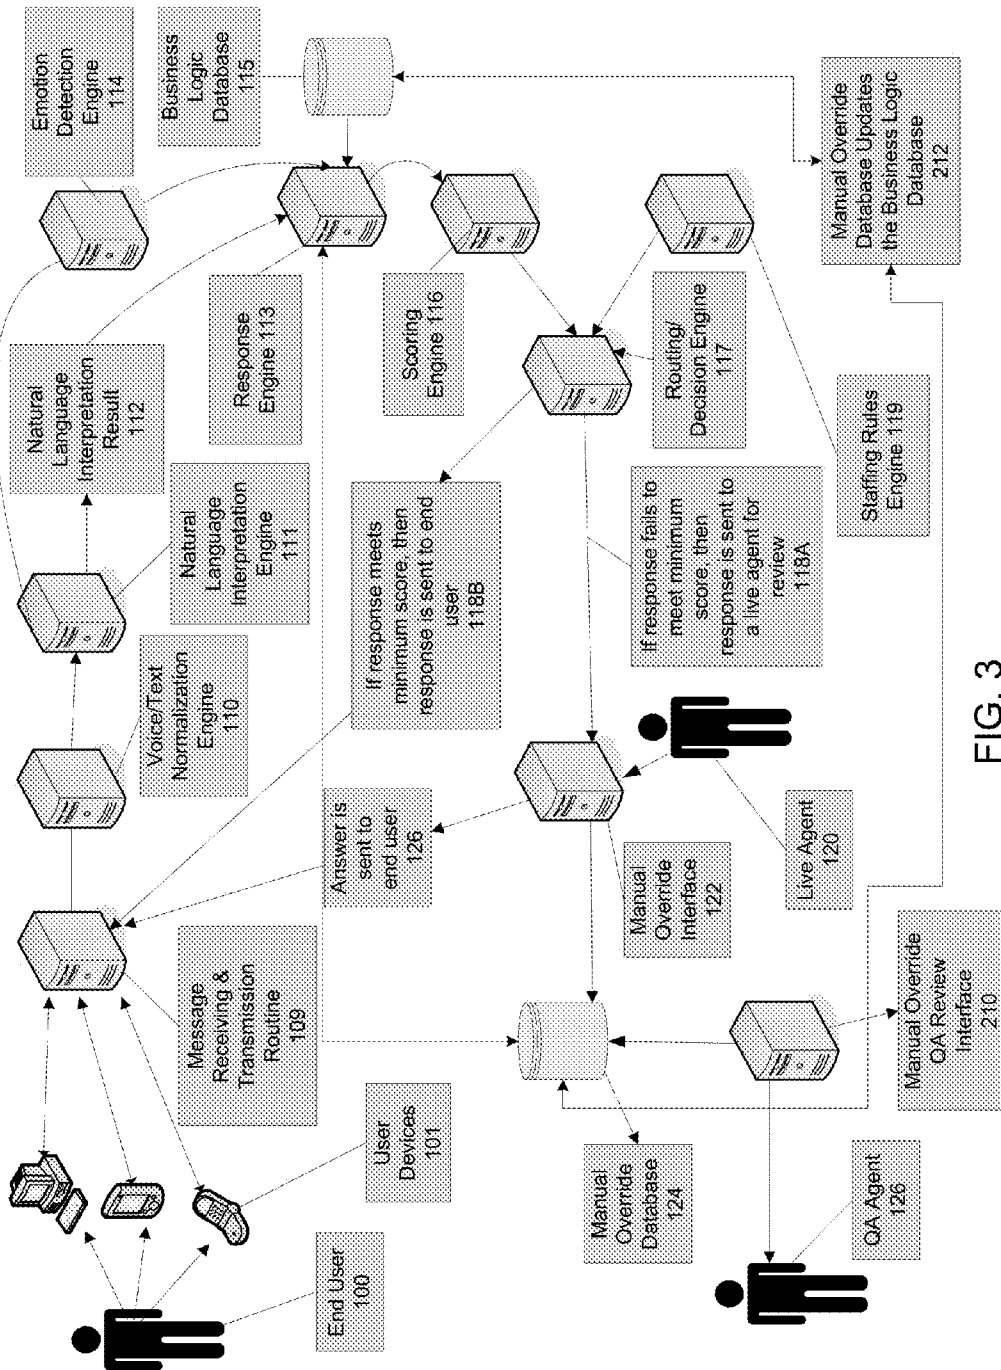 Emotion
Detection
Engine
114
Business
Logic
Database
115
Natural
Language
Interpretation
Result
112
Response
Engine 113
Scoring
Engine 116
Manual Override
Database Updates
the Business Logic
Database
212
Natural
Language
Interpretation
Engine
111
Routing/
Decision Engine
117
Staffing Rules
Engine 119
Voice/Text
Normalization
Engine
110
If response meets
minimum score, then
response is sent to end
user
118B
If response fails to
meet minimum
score, then
response is sent to
a live agent for
review
118A
Message
Receiving &
Transmission
Routine
109
Answer is
sent to
end user
126
Manual
Override
Interface
122
Live Agent
120
User
Devices
101
Manual Override
QA Review
Interface
210
End User
100
Manual
Override
Database
124
QA Agent
126
FIG. 3